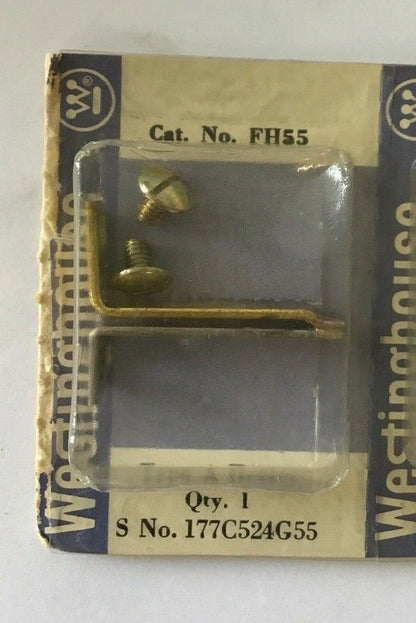 Cat. No. FH55
Westinghouse
Westinghouse
Qty. 1
S No. 177C524G55